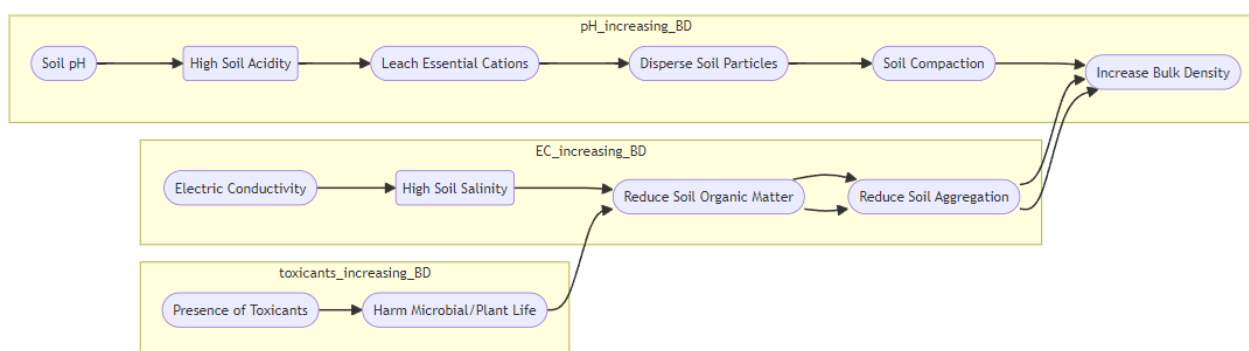 pH_increasing_BD
Soil pH
High Soil Acidity
Leach Essential Cations
Disperse Soil Particles
Soil Compaction
Increase Bulk Density
EC_increasing_BD
Electric Conductivity
High Soil Salinity
Reduce Soil Organic Matter
Reduce Soil Aggregation
toxicants_increasing_BD
Presence of Toxicants
Harm Microbial/Plant Life